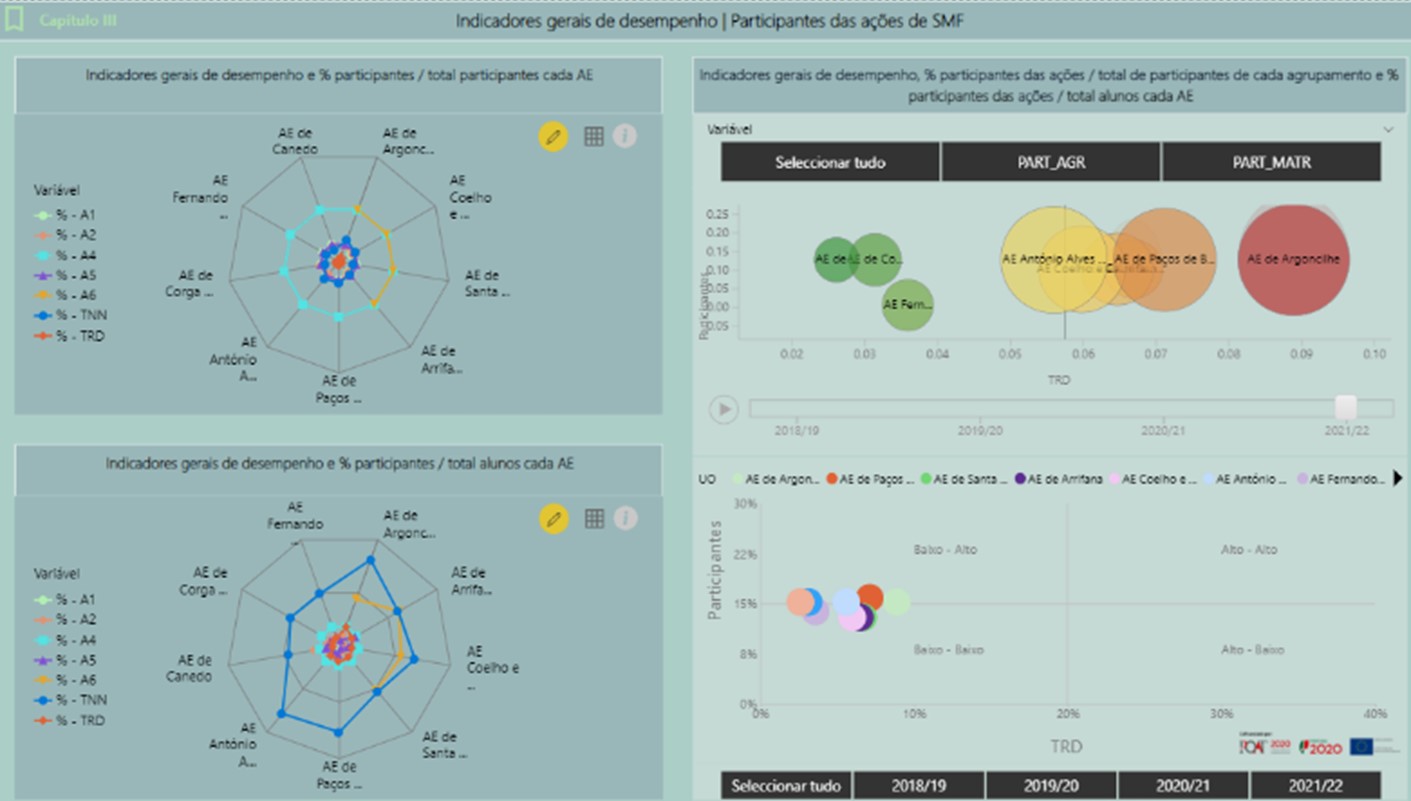 Capítulo III
Indicadores gerais de desempenho | Participantes das ações de SMF
Indicadores gerais de desempenho e % participantes / total participantes cada AE
AE de
Canedo
AE de
Argonc...
AE
Fernando
...
AE
Coelho
e ...
AE de
Corga ...
AE de
Santa ...
AE
António
A...
AE de
Arrifa...
AE de
Paços ...
Variável
% - A1
% - A2
% - A4
% - A5
% - A6
% - TNN
% - TRD
Indicadores gerais de desempenho e % participantes / total alunos cada AE
AE
Fernando
...
AE de
Argonc...
AE de
Corga ...
AE de
Arrifa...
AE de
Canedo
AE
Coelho e
...
AE
António
A...
AE de
Santa ...
AE de
Paços ...
Variável
% - A1
% - A2
% - A4
% - A5
% - A6
% - TNN
% - TRD
Indicadores gerais de desempenho, % participantes das ações / total de participantes de cada agrupamento e %
participantes das ações / total alunos cada AE
Variável
Seleccionar tudo PART_AGR PART_MATR
Participantes
0.25
0.20
0.15
0.10
0.00
0.05
AE de
de Co...
AE Fern...
AE António Alves ...
AE Coelho e
AE de Paços de B...
AE de Argoncilhe
0.02 0.03 0.04 0.05 0.06 0.07 0.08 0.09 0.10
TRD
2018/19 2019/20 2020/21 2021/22
UO AE de Argon... AE de Paços ... AE de Santa ... AE de Arrifana AE Coelho e ... AE António ... AE Fernando...
Participantes
30%
22%
15%
8%
0%
Baixo - Alto Alto - Alto
Baixo - Baixo Alto - Baixo
0% 10% 20% 30% 40%
TRD
2020
2020
Seleccionar tudo 2018/19 2019/20 2020/21 2021/22